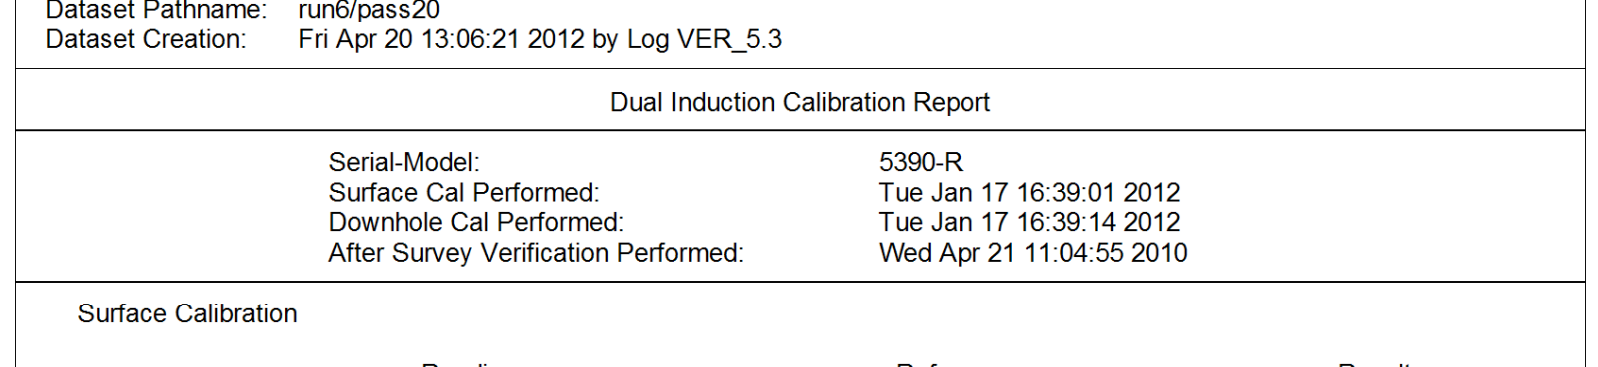 Dataset Pathname: run6/pass20
Dataset Creation: Fri Apr 20 13:06:21 2012 by Log VER_5.3
Dual Induction Calibration Report
Serial-Model: 5390-R
Surface Cal Performed: Tue Jan 17 16:39:01 2012
Downhole Cal Performed: Tue Jan 17 16:39:14 2012
After Survey Verification Performed: Wed Apr 21 11:04:55 2010
Surface Calibration